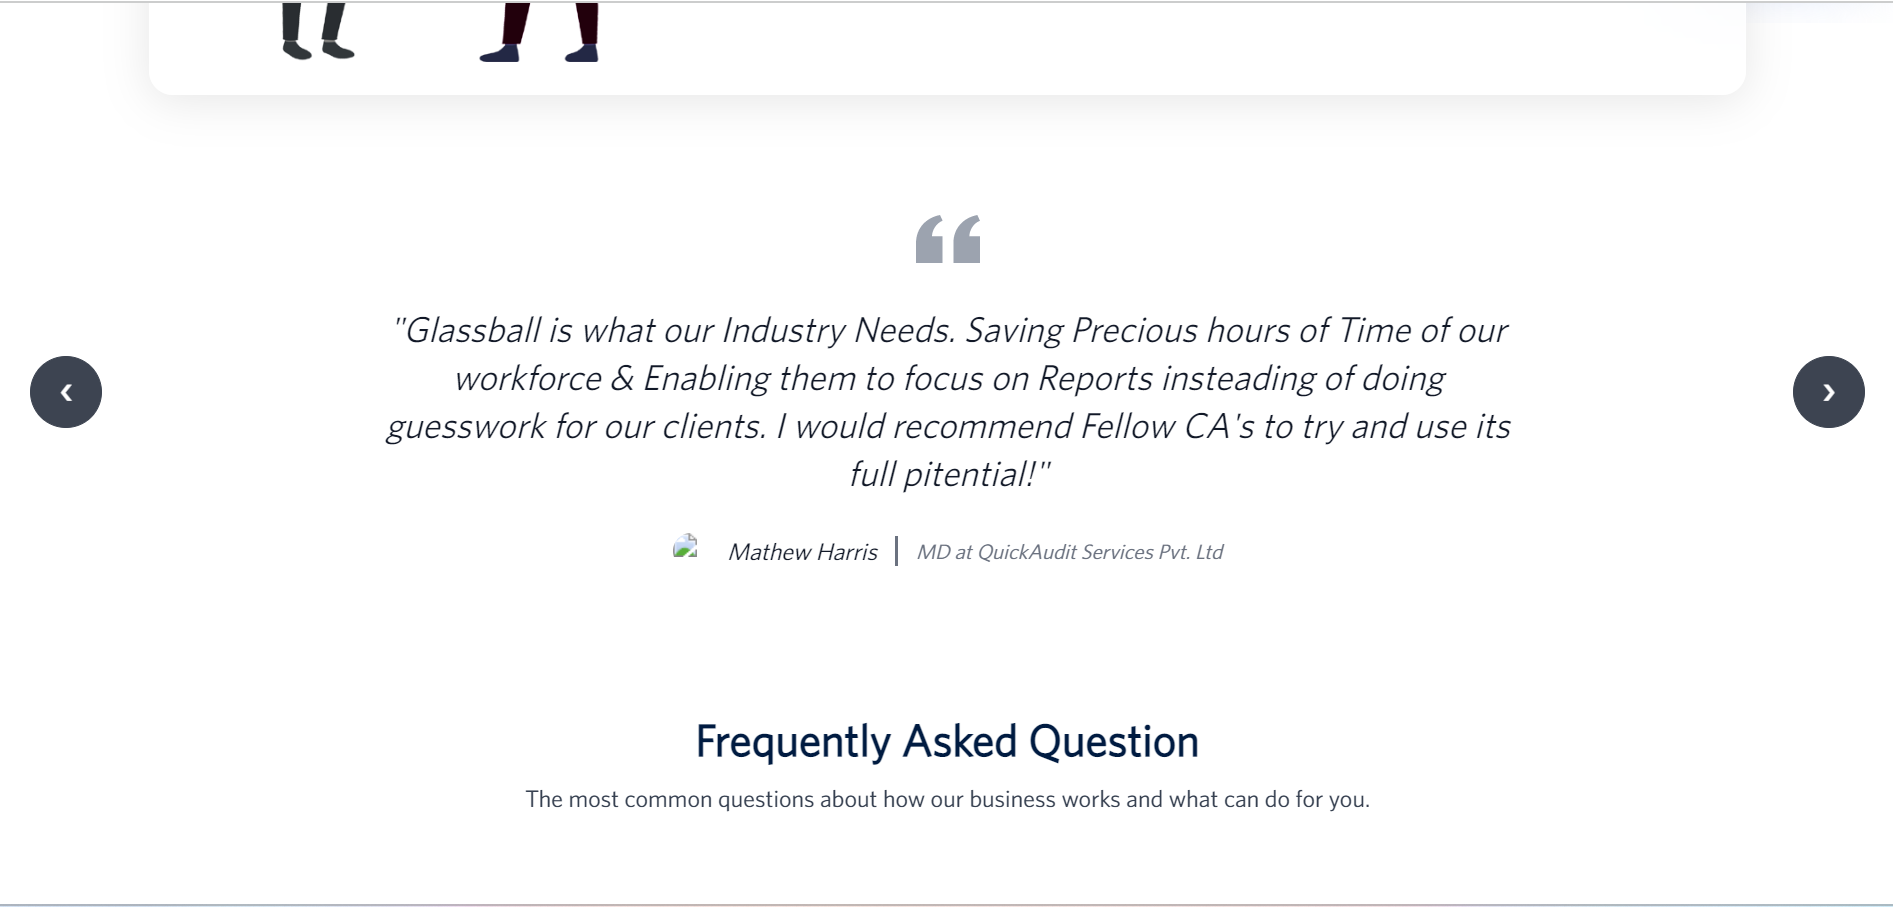 "Glassball is what our Industry Needs. Saving Precious hours of Time of our
workforce & Enabling them to focus on Reports insteading of doing
guesswork for our clients. I would recommend Fellow CA's to try and use its
full pitential!"
Mathew Harris | MD at QuickAudit Services Pvt. Ltd
Frequently Asked Question
The most common questions about how our business works and what can do for you.